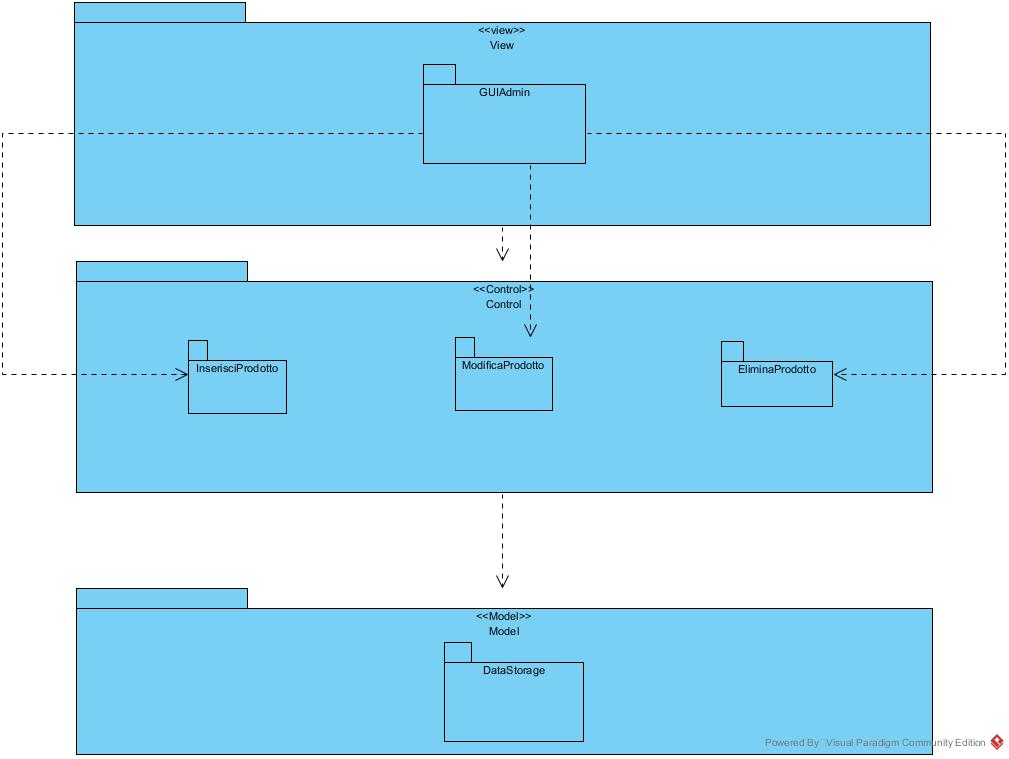 <<view>>
View
GUIAdmin
<<Control>>
Control
InserisciProdotto
ModificaProdotto
EliminaProdotto
<<Model>>
Model
DataStorage
Powered By Visual Paradigm Community Edition